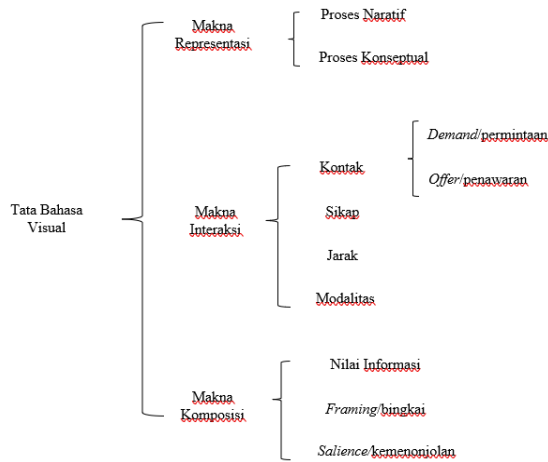 Tata Bahasa
Visual
Makna
Representasi
Proses Naratif
Proses Konseptual
Makna
Interaksi
Kontak
Demand/permintaan
Offer/penawaran
Sikap
Jarak
Modalitas
Makna
Komposisi
Nilai Informasi
Framing/bingkai
Salience/kemenonjolan